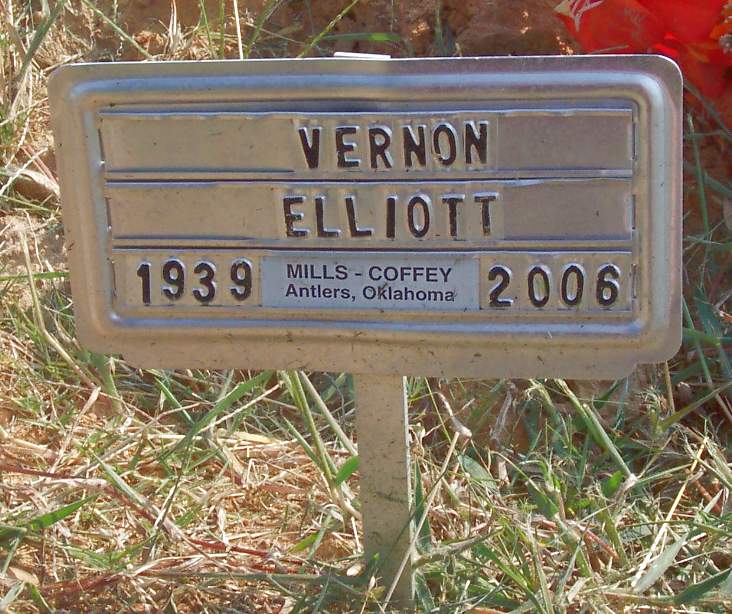 VERNON
ELLIOTT
1939 MILLS - COFFEY 2006
Antlers, Oklahoma